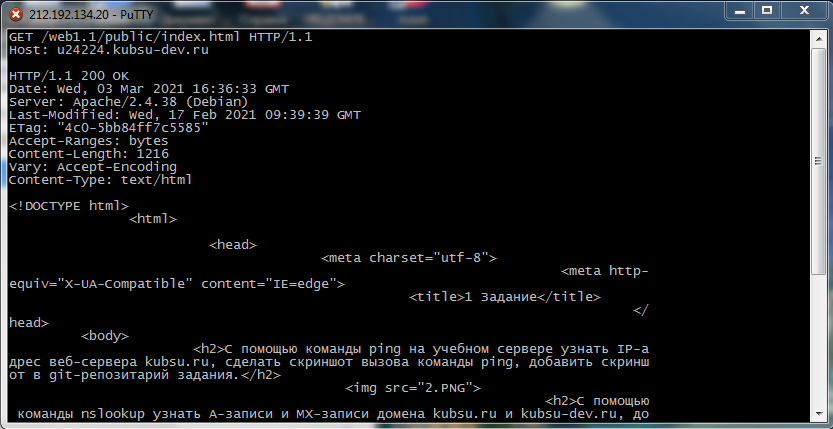 212.192.134.20 - PuTTY
GET /web1.1/public/index.html HTTP/1.1
Host: u24224.kubsu-dev.ru
HTTP/1.1 200 OK
Date: Wed, 03 Mar 2021 16:36:33 GMT
Server: Apache/2.4.38 (Debian)
Last-Modified: Wed, 17 Feb 2021 09:39:39 GMT
ETag: "4c0-5bb84ff7c5585"
Accept-Ranges: bytes
Content-Length: 1216
Vary: Accept-Encoding
Content-Type: text/html
<!DOCTYPE html>
<html>
<head>
<meta charset="utf-8">
<meta http-
equiv="X-UA-Compatible" content="IE=edge">
<title>1 Задание</title>
</
head>
<body>
<h2>С помощью команды ping на учебном сервере узнать IP-а
дрес веб-сервера kubsu.ru, сделать скриншот вызова команды ping, добавить скринш
от в git-репозитарий задания.</h2>
<img src="2.PNG">
<h2>С помощью
команды nslookup узнать A-записи и MX-записи домена kubsu.ru и kubsu-dev.ru, до